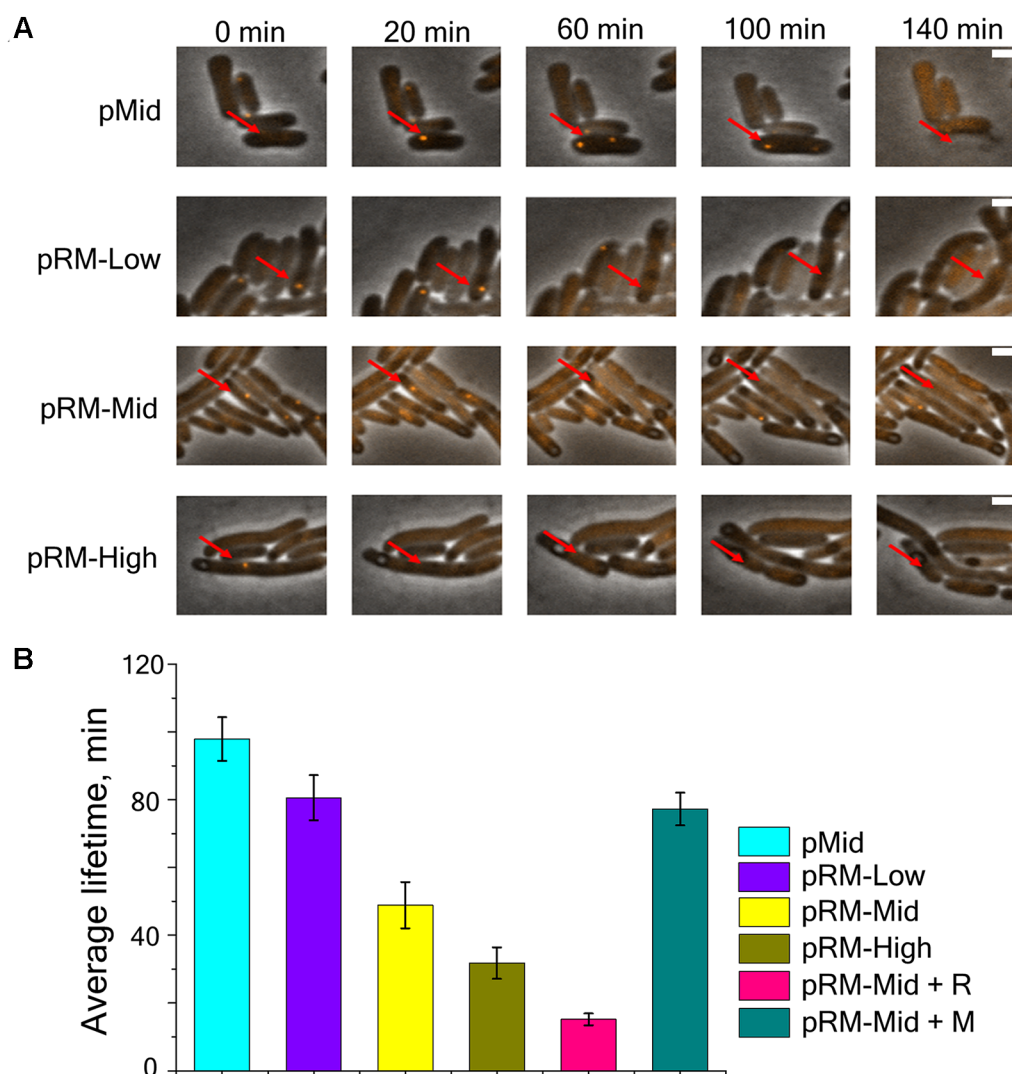 A
0 min 20 min 60 min 100 min 140 min
pMid
pRM-Low
pRM-Mid
pRM-High
B
Average lifetime, min
120
80
40
0
pMid
pRM-Low
pRM-Mid
pRM-High
pRM-Mid + R
pRM-Mid + M